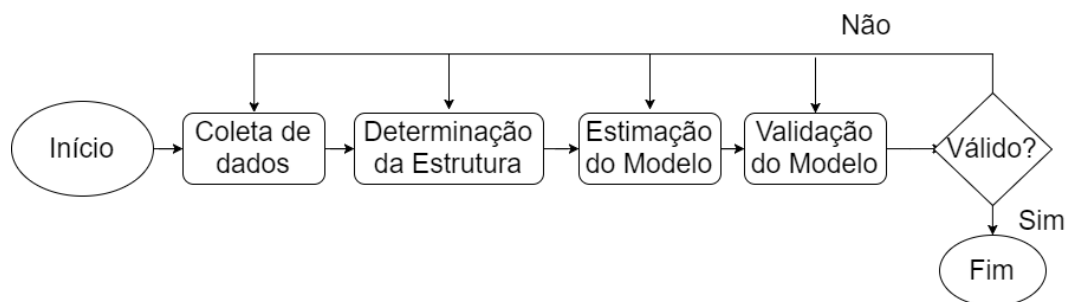 Não
Início
Coleta de
dados
Determinação
da Estrutura
Estimação
do Modelo
Validação
do Modelo
Válido?
Sim
Fim